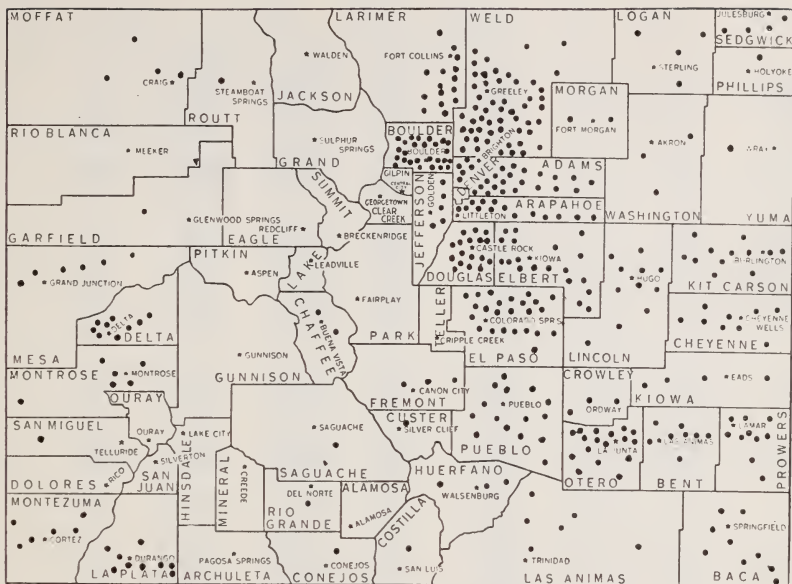 MOFFAT
LARIMER
WELD
LOGAN
JULESBURG
SEDGWICK
WALDEN
FORT COLLINS
CRAIG
STEAMBOAT
SPRINGS
JACKSON
ROUTT
STERLING
HOLYOKE
PHILLIPS
GREELEY
MORGAN
FORT MORGAN
RIO BLANCA
MEEKER
SULPHUR
SPRINGS
GRAND
BOULDER
BOULDER
BRIGHTON
AKRON
GILPIN
CENTRAL
ADAMS
DENVER
SUMMIT
GEORGETOWN
CLEAR
CREEK
GOLDEN
JEFFERSON
ARAPAHOE
LITTLETON
WASHINGTON
YUMA
GLENWOOD SPRINGS
REDCLIFF
GARFIELD
EAGLE
BRECKENRIDGE
PITKIN
LAKE
LEADVILLE
CASTLE ROCK
KIOWA
DOUGLAS
ELBERT
HUGO
BURLINGTON
KIT CARSON
GRAND JUNCTION
ASPEN
FAIRPLAY
TELLER
COLORADO SPRS
DELTA
DELTA
CHAFFEE
BUENA VISTA
PARK
CRIPPLE CREEK
EL PASO
LINCOLN
CHEYENNE
WELLS
CHEYENNE
MESA
MONTROSE
MONTROSE
GUNNISON
GUNNISON
CANON CITY
FREMONT
CROWLEY
ORDWAY
EADS
KIOWA
OURAY
OURAY
SAN MIGUEL
TELLURIDE
LAKE CITY
SILVERTON
SAGUACHE
SAGUACHE
CUSTER
SILVER CLIFF
PUEBLO
PUEBLO
LA JUNTA
LAS ANIMAS
LAMAR
PROWERS
DOLORES
RICO
SAN
JUAN
HINSDALE
MINERAL
CREEDE
DEL NORTE
RIO
GRANDE
ALAMOSA
ALAMOSA
HUERFANO
WALSENBURG
OTERO
BENT
MONTEZUMA
CORTEZ
DURANGO
LA PLATA
PAGOSA SPRINGS
ARCHULETA
CONEJOS
CONEJOS
COSTILLA
SAN LUIS
TRINIDAD
LAS ANIMAS
SPRINGFIELD
BACA